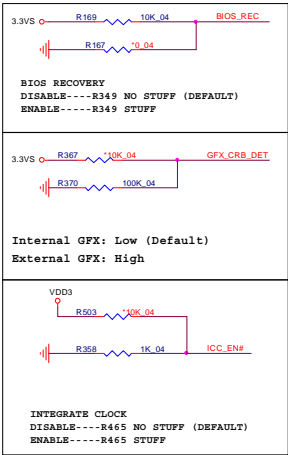 3.3VS R169 10K_04 BIOS_REC
R167 *0_04
BIOS RECOVERY
DISABLE----R349 NO STUFF (DEFAULT)
ENABLE----R349 STUFF
3.3VS R367 *10K_04 GFX_CRB_DET
R370 100K_04
Internal GFX: Low (Default)
External GFX: High
VDD3
R503 *10K_04
R358 1K_04 ICC_EN#
INTEGRATE CLOCK
DISABLE----R465 NO STUFF (DEFAULT)
ENABLE----R465 STUFF